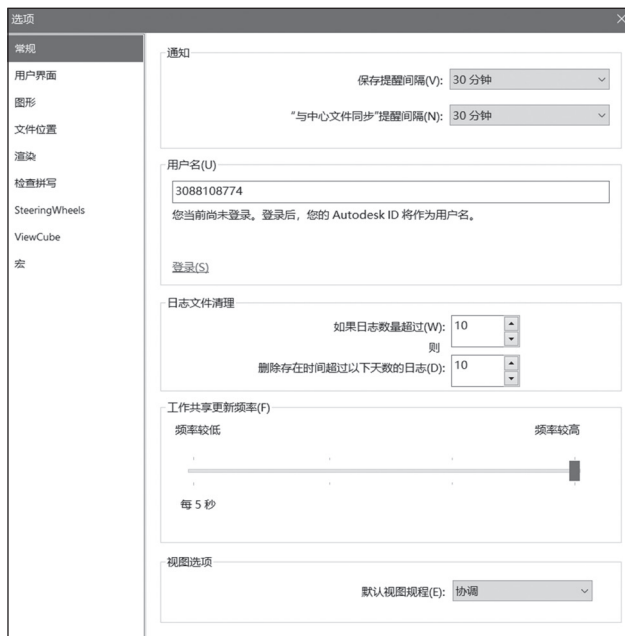 选项
常规
用户界面
图形
文件位置
渲染
检查拼写
SteeringWheels
ViewCube
宏
通知
保存提醒间隔(V): 30 分钟
“与中心文件同步”提醒间隔(N): 30 分钟
用户名(U)
3088108774
您当前尚未登录。登录后，您的 Autodesk ID 将作为用户名。
登录(S)
日志文件清理
如果日志数量超过(W): 10
则
删除存在时间超过以下天数的日志(D): 10
工作共享更新频率(F)
频率较低 频率较高
每 5 秒
视图选项
默认视图规程(E): 协调